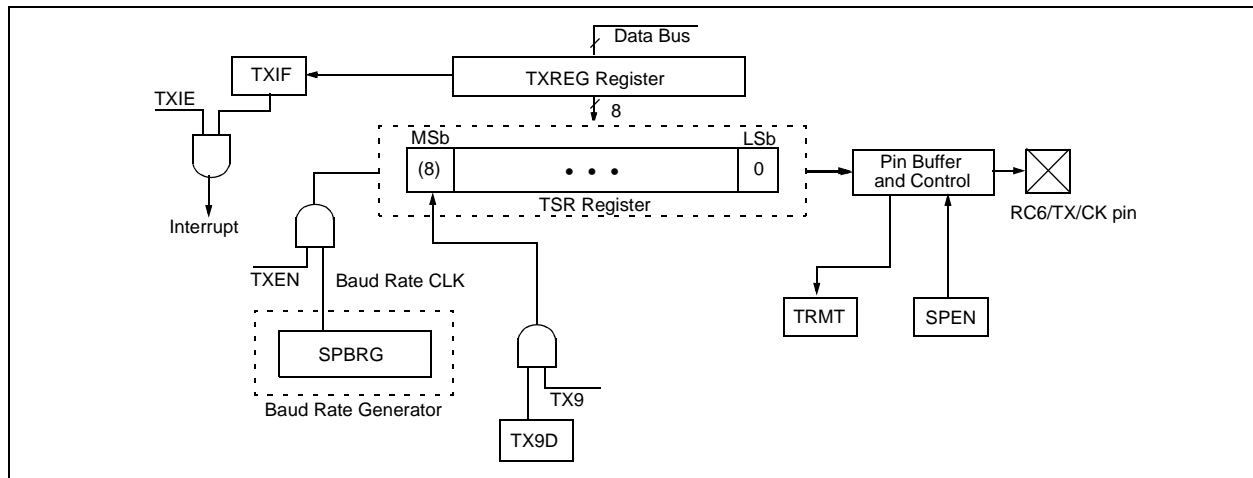 Data Bus
TXIF
TXREG Register
TXIE
8
MSb
LSb
(8)
• • •
0
Pin Buffer
and Control
TSR Register
Interrupt
RC6/TX/CK pin
TXEN
Baud Rate CLK
TRMT
SPEN
SPBRG
TX9
Baud Rate Generator
TX9D